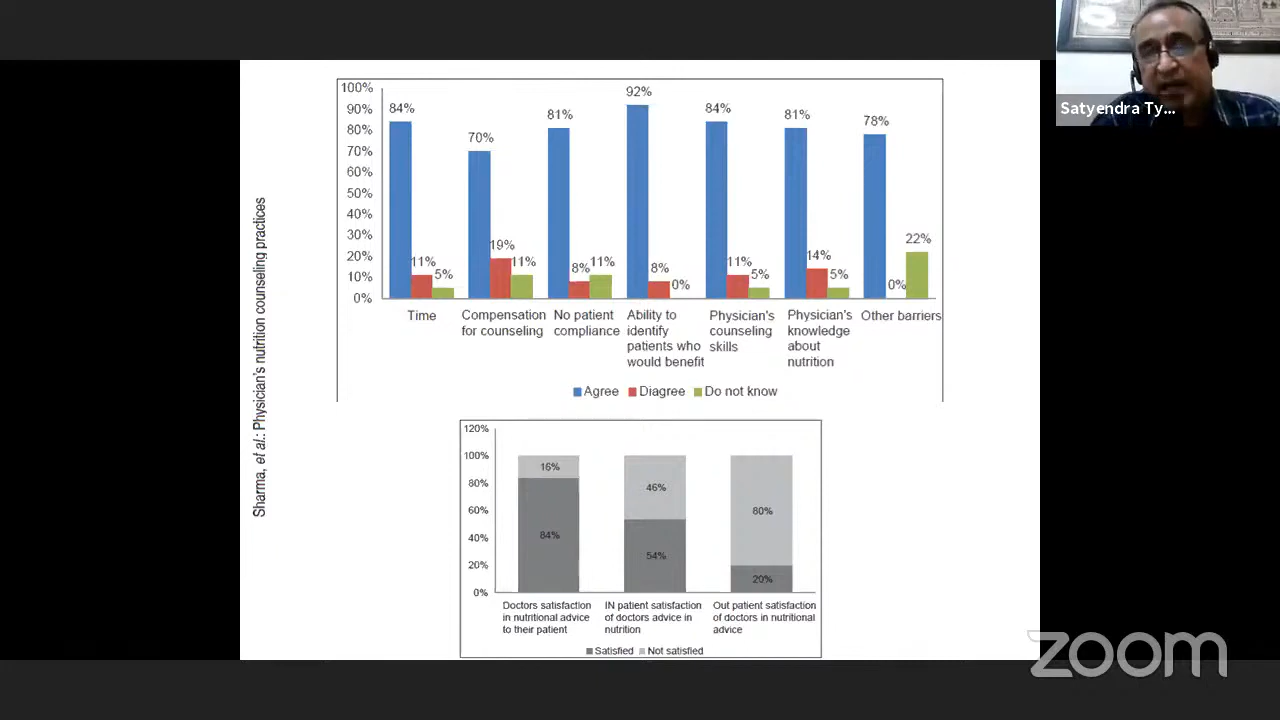 Satyendra Ty...
Sharma, et al.: Physician's nutrition counseling practices
100%
90%
80%
70%
60%
50%
40%
30%
20%
10%
0%
84%
11%
5%
70%
19%
11%
81%
8%
11%
92%
8%
0%
84%
11%
5%
81%
14%
5%
78%
0%
22%
Time
Compensation
for counseling
No patient
compliance
Ability to
identify
patients who
would benefit
Physician's
counseling
skills
Physician's
knowledge
about
nutrition
Other barriers
Agree Diagree Do not know
120%
100%
80%
60%
40%
20%
0%
16%
84%
46%
54%
80%
20%
Doctors satisfaction
in nutritional advice
to their patient
IN patient satisfaction
of doctors advice in
nutrition
Out patient satisfaction
of doctors in nutritional
advice
Satisfied Not satisfied
zoom